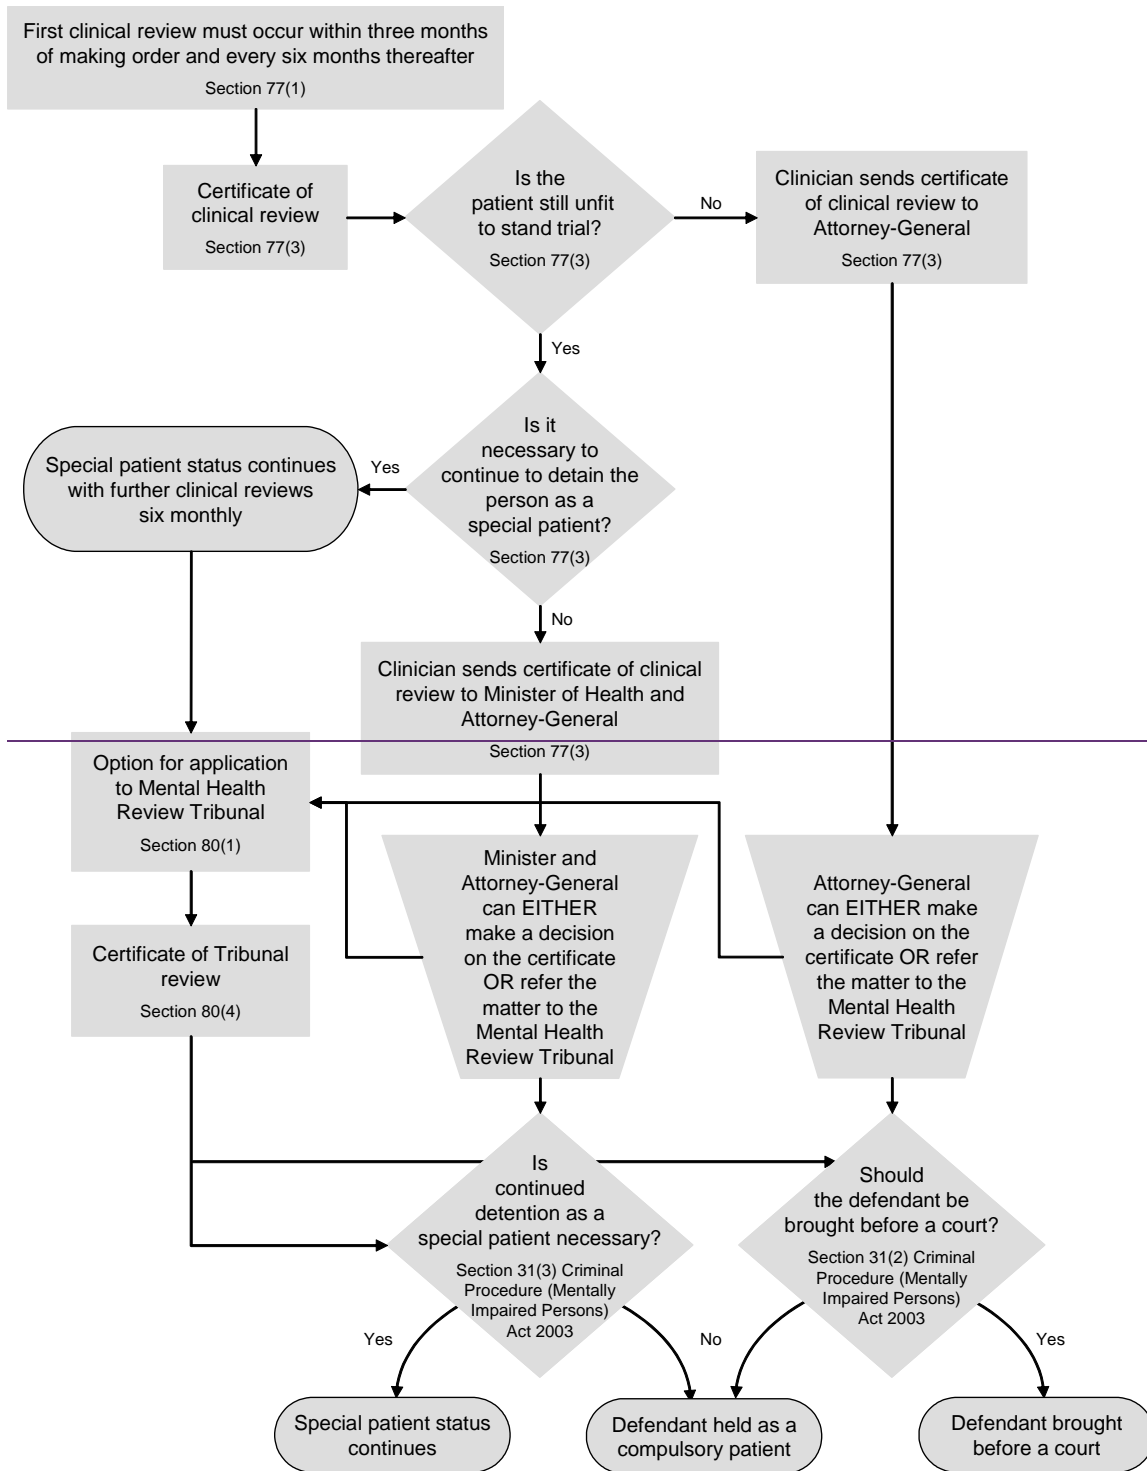 First clinical review must occur within three months
of making order and every six months thereafter
Section 77(1)
Certificate of
clinical review
Section 77(3)
Is the
patient still unfit
to stand trial?
Section 77(3)
No
Clinician sends certificate
of clinical review to
Attorney-General
Section 77(3)
Yes
Is it
necessary to
continue to detain the
person as a
special patient?
Section 77(3)
Yes
Special patient status continues
with further clinical reviews
six monthly
No
Clinician sends certificate of clinical
review to Minister of Health and
Attorney-General
Section 77(3)
Option for application
to Mental Health
Review Tribunal
Section 80(1)
Certificate of Tribunal
review
Section 80(4)
Minister and
Attorney-General
can EITHER
make a decision
on the certificate
OR refer the
matter to the
Mental Health
Review Tribunal
Attorney-General
can EITHER make
a decision on the
certificate OR refer
the matter to the
Mental Health
Review Tribunal
Is
continued
detention as a
special patient necessary?
Section 31(3) Criminal
Procedure (Mentally
Impaired Persons)
Act 2003
Should
the defendant be
brought before a court?
Section 31(2) Criminal
Procedure (Mentally
Impaired Persons)
Act 2003
Yes
No
Yes
Special patient status
continues
Defendant held as a
compulsory patient
Defendant brought
before a court